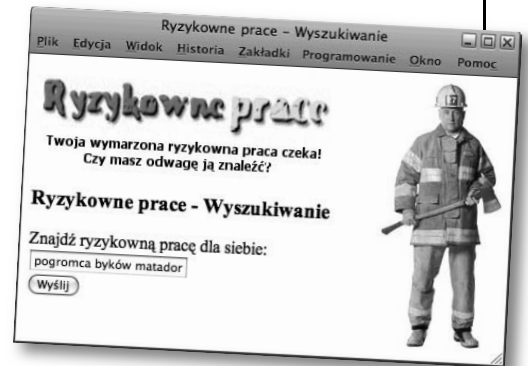 Ryzykowne prace – Wyszukiwanie
Plik Edycja Widok Historia Zakładki Programowanie Okno Pomoc
Ryzykowne prace
Twoja wymarzona ryzykowna praca czeka!
Czy masz odwagę ją znaleźć?
Ryzykowne prace - Wyszukiwanie
Znajdź ryzykowną pracę dla siebie:
pogromca byków matador
Wyślij
17